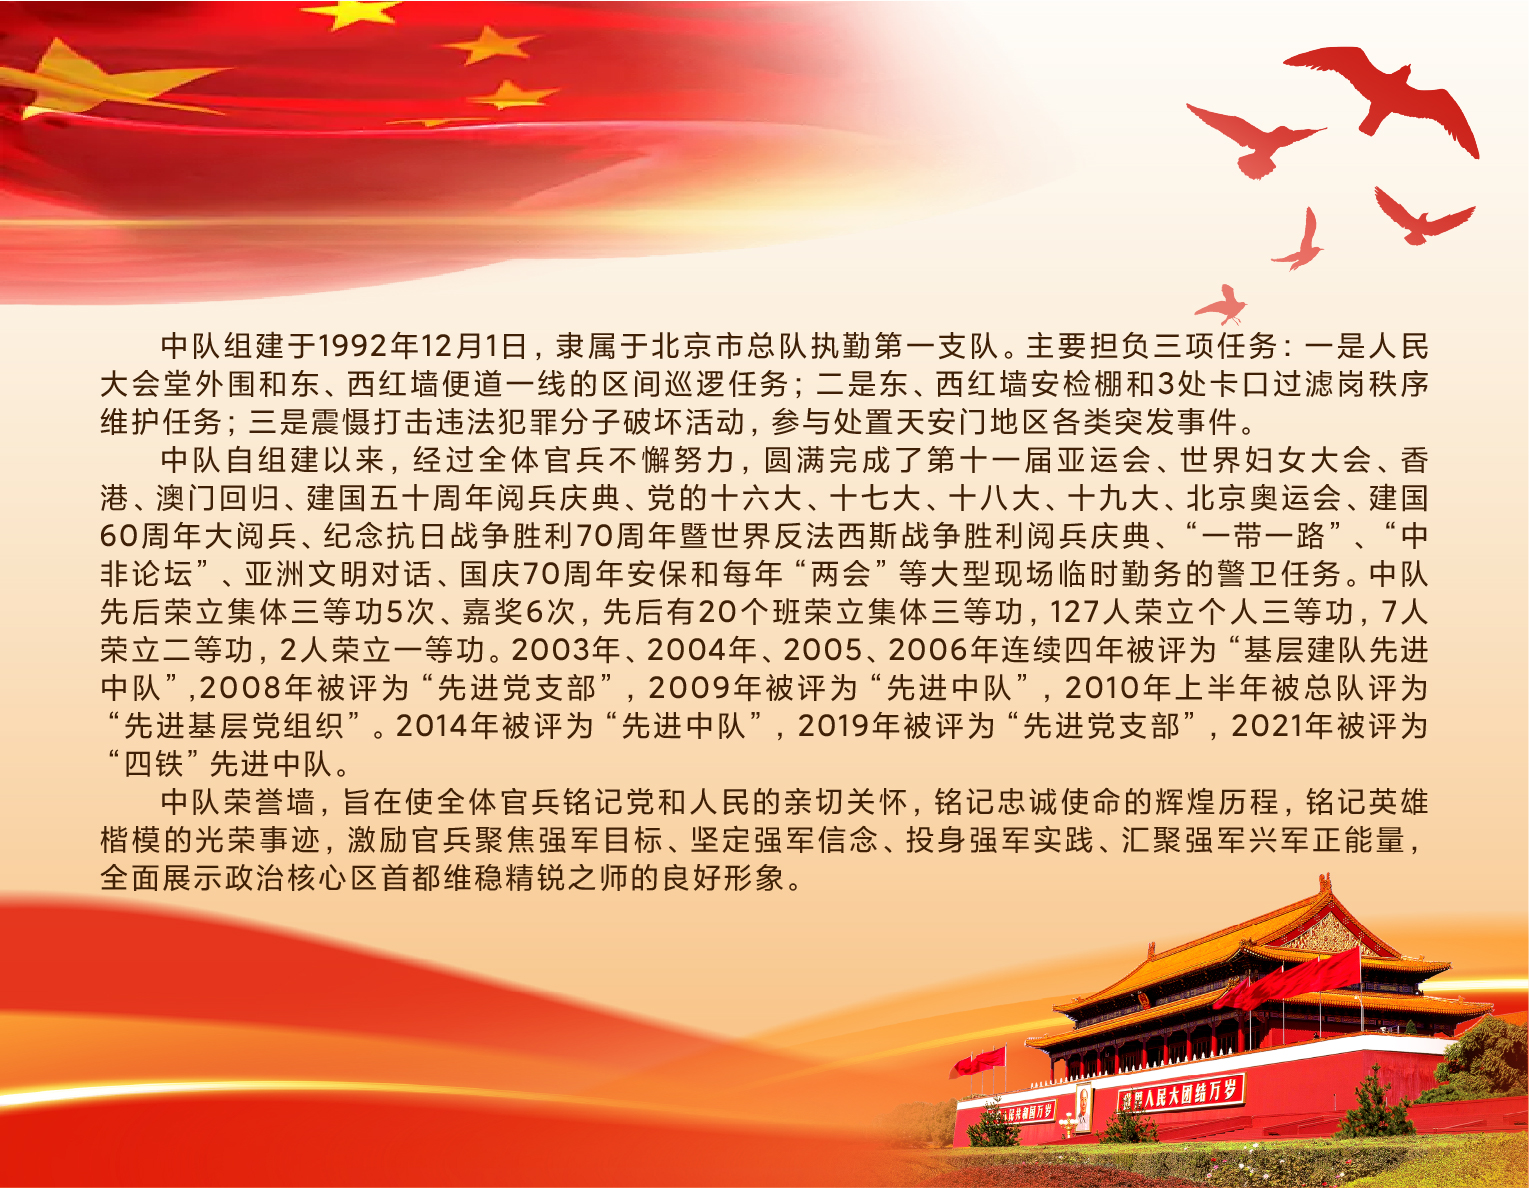 中队组建于1992年12月1日，隶属于北京市总队执勤第一支队。主要担负三项任务：一是人民
大会堂外围和东、西红墙便道一线的区间巡逻任务；二是东、西红墙安检棚和3处卡口过滤岗秩序
维护任务；三是震慑打击违法犯罪分子破坏活动，参与处置天安门地区各类突发事件。
中队自组建以来，经过全体官兵不懈努力，圆满完成了第十一届亚运会、世界妇女大会、香
港、澳门回归、建国五十周年阅兵庆典、党的十六大、十七大、十八大、十九大、北京奥运会、建国
60周年大阅兵、纪念抗日战争胜利70周年暨世界反法西斯战争胜利阅兵庆典、“一带一路”、“中
非论坛”、亚洲文明对话、国庆70周年安保和每年“两会”等大型现场临时勤务的警卫任务。中队
先后荣立集体三等功5次、嘉奖6次，先后有20个班荣立集体三等功，127人荣立个人三等功，7人
荣立二等功，2人荣立一等功。2003年、2004年、2005、2006年连续四年被评为“基层建队先进
中队”,2008年被评为“先进党支部”，2009年被评为“先进中队”，2010年上半年被总队评为
“先进基层党组织”。2014年被评为“先进中队”，2019年被评为“先进党支部”，2021年被评为
“四铁”先进中队。
中队荣誉墙，旨在使全体官兵铭记党和人民的亲切关怀，铭记忠诚使命的辉煌历程，铭记英雄
楷模的光荣事迹，激励官兵聚焦强军目标、坚定强军信念、投身强军实践、汇聚强军兴军正能量，
全面展示政治核心区首都维稳精锐之师的良好形象。
人民共和国万岁
世界人民大团结万岁